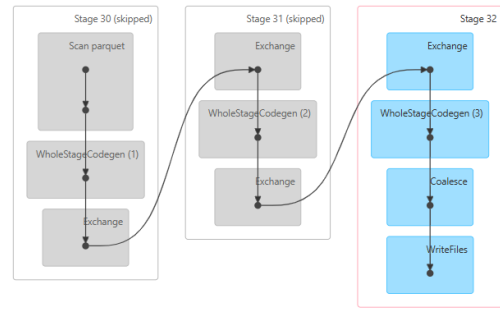 Stage 30 (skipped)
Scan parquet
WholeStageCodegen (1)
Exchange
Stage 31 (skipped)
Exchange
WholeStageCodegen (2)
Exchange
Stage 32
Exchange
WholeStageCodegen (3)
Coalesce
WriteFiles